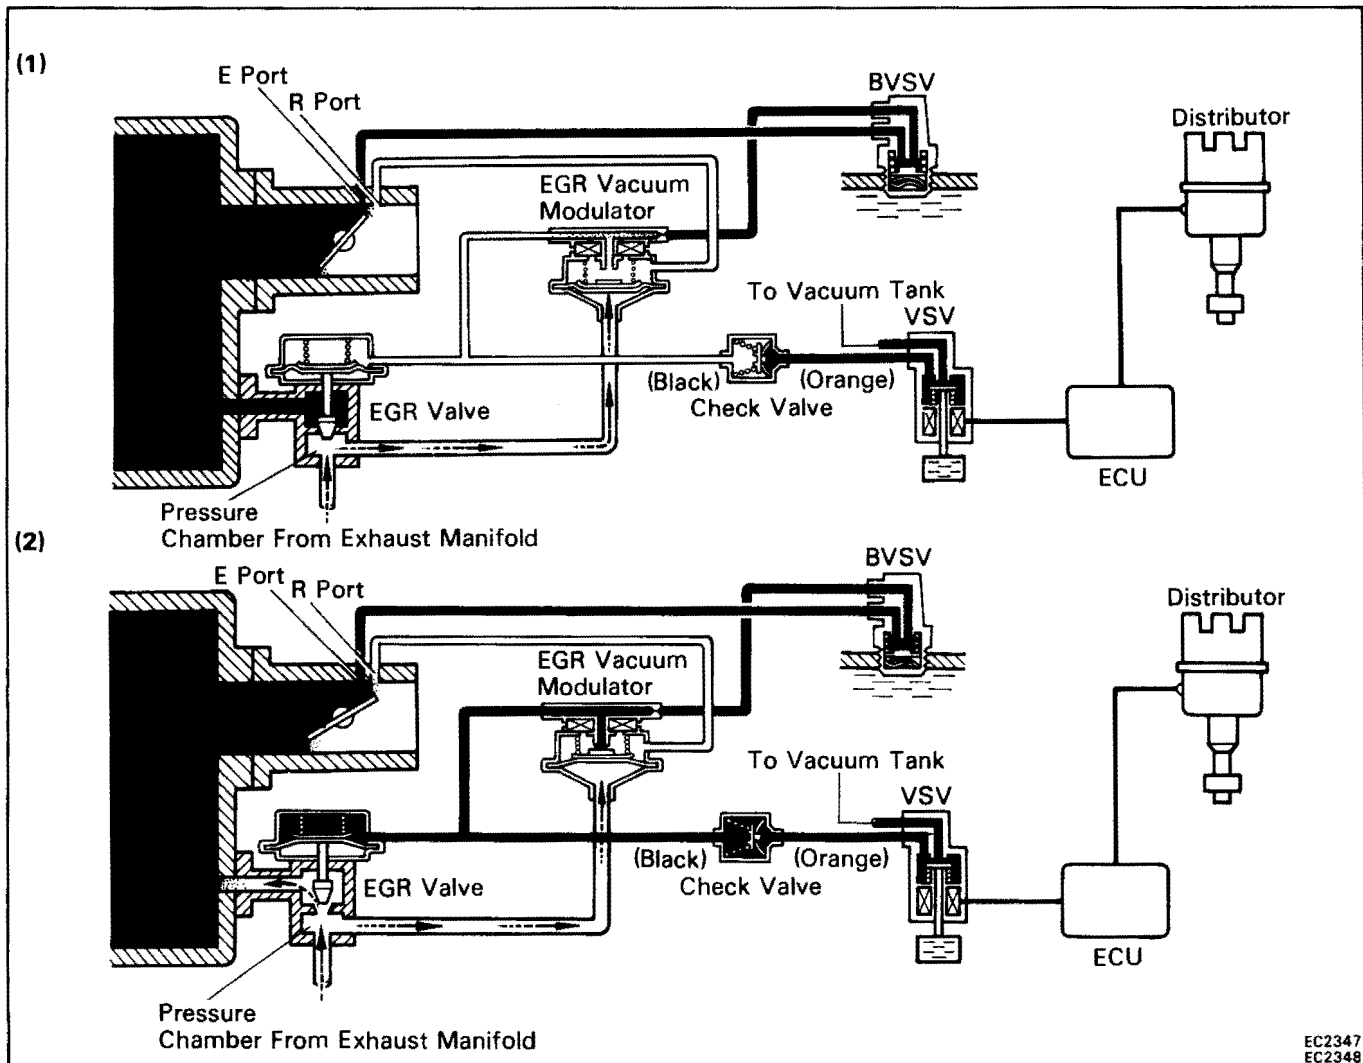 (1)
E Port
R Port
BVSV
Distributor
EGR Vacuum
Modulator
To Vacuum Tank
VSV
(Black)
(Orange)
Check Valve
EGR Valve
ECU
Pressure
Chamber From Exhaust Manifold
(2)
E Port
R Port
BVSV
Distributor
EGR Vacuum
Modulator
To Vacuum Tank
VSV
(Black)
(Orange)
Check Valve
EGR Valve
ECU
Pressure
Chamber From Exhaust Manifold
EC2347
EC2348